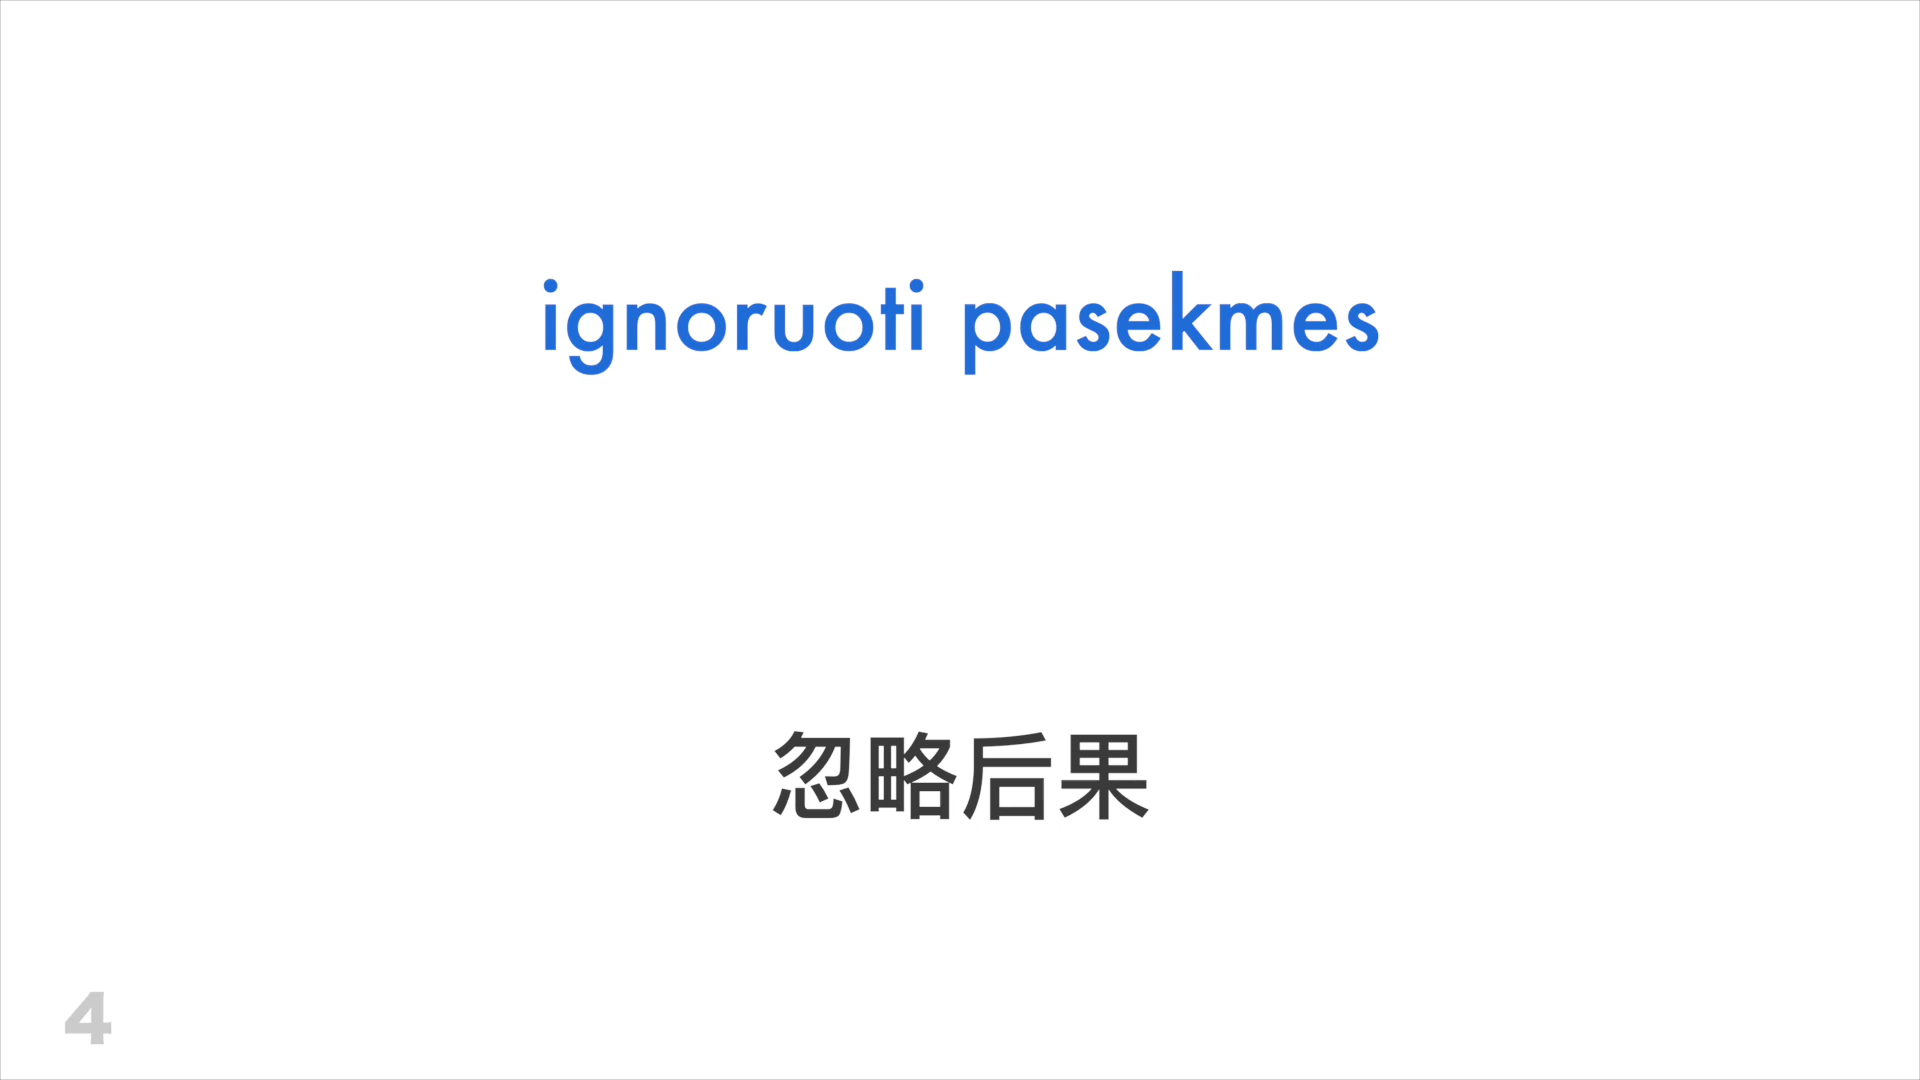 ignoruoti pasekmes
忽略后果
4